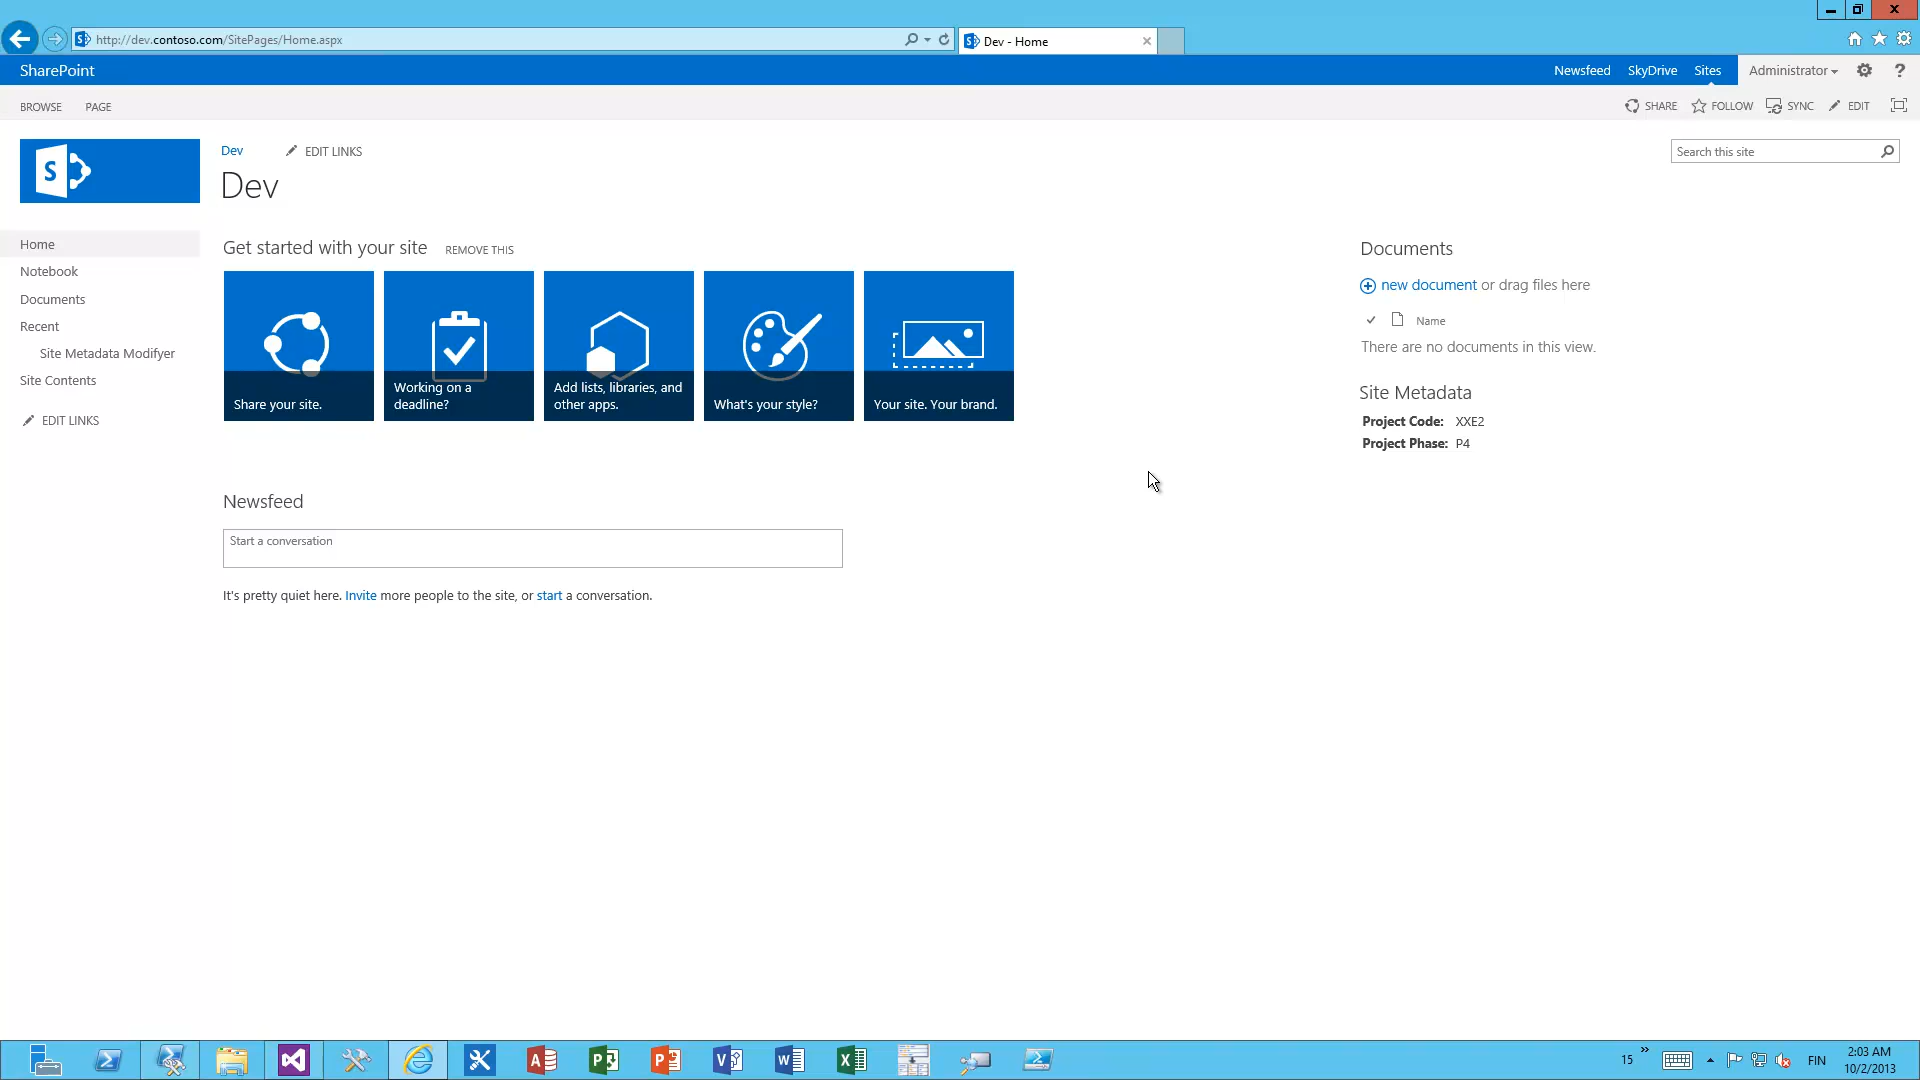 http://dev.contoso.com/SitePages/Home.aspx
Dev - Home
SharePoint
Newsfeed
SkyDrive
Sites
Administrator
?
BROWSE
PAGE
SHARE
FOLLOW
SYNC
EDIT
S
Dev
EDIT LINKS
Search this site
Dev
Home
Notebook
Documents
Recent
Site Metadata Modifyer
Site Contents
EDIT LINKS
Get started with your site
REMOVE THIS
Share your site.
Working on a
deadline?
Add lists, libraries, and
other apps.
What's your style?
Your site. Your brand.
Newsfeed
Start a conversation
It's pretty quiet here. Invite more people to the site, or start a conversation.
Documents
new document or drag files here
Name
There are no documents in this view.
Site Metadata
Project Code: XXE2
Project Phase: P4
15
FIN
2:03 AM
10/2/2013